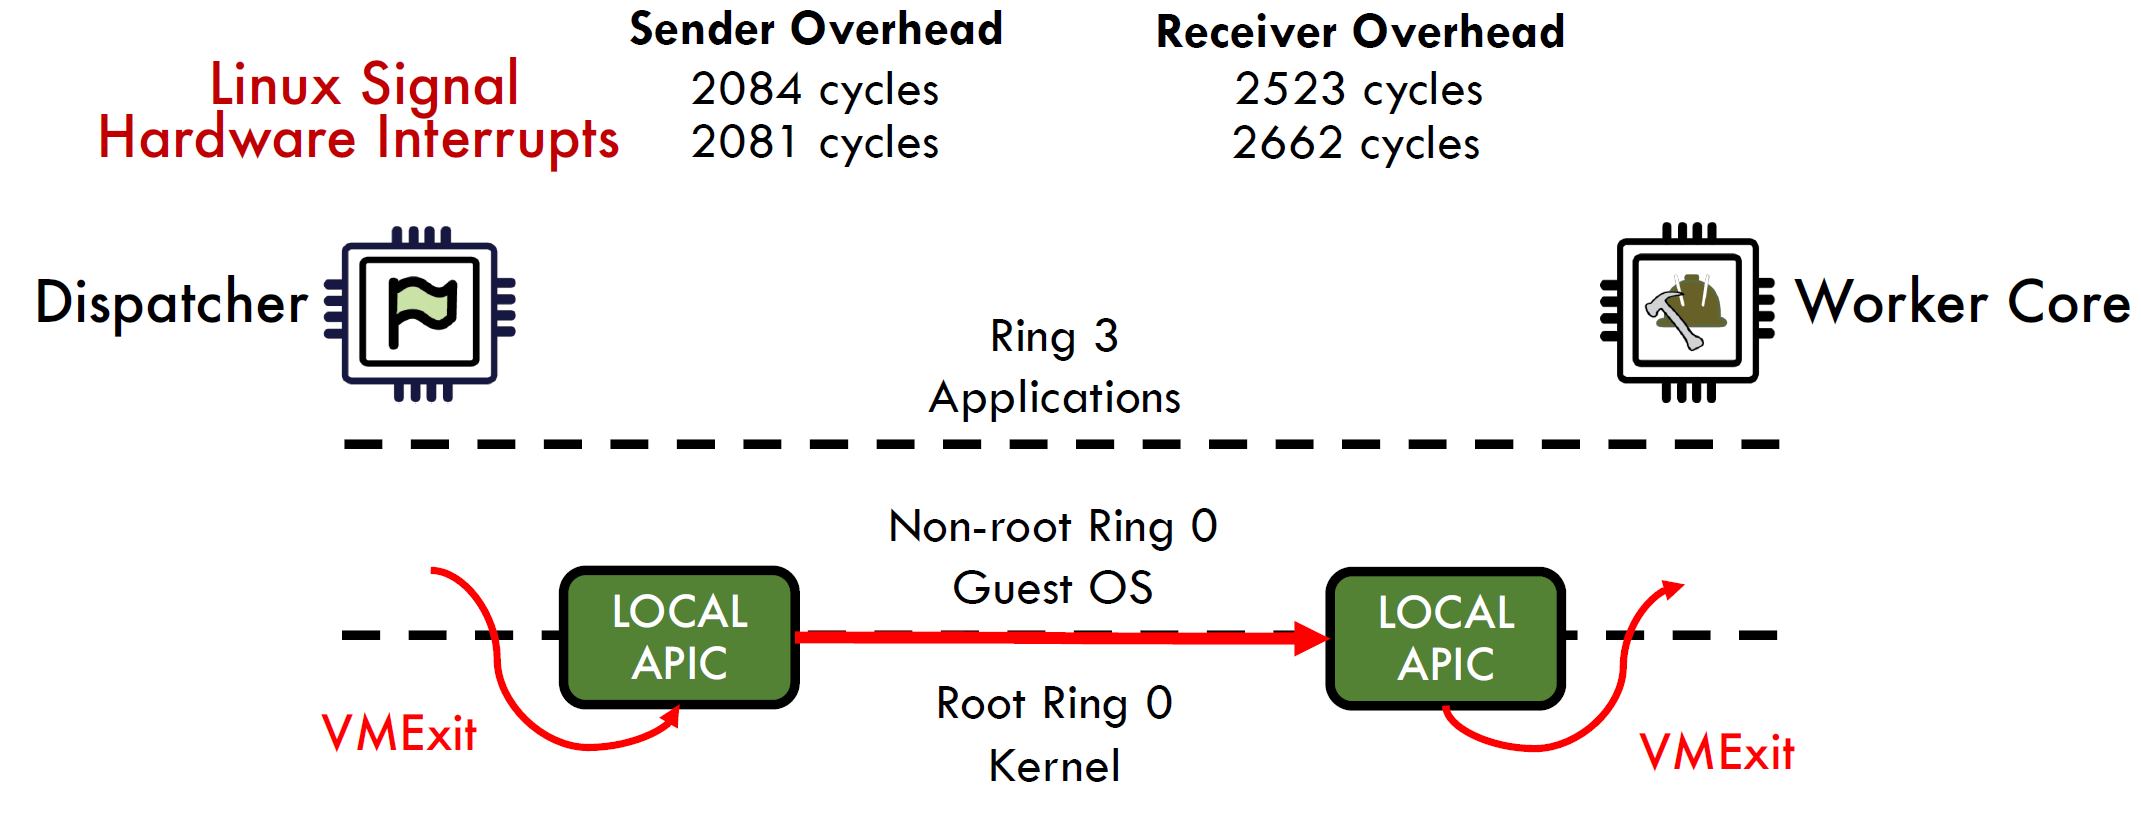 Sender Overhead
Receiver Overhead
Linux Signal
2084 cycles
2523 cycles
Hardware Interrupts
2081 cycles
2662 cycles
Dispatcher
Worker Core
Ring 3
Applications
Non-root Ring 0
Guest OS
LOCAL
APIC
LOCAL
APIC
Root Ring 0
Kernel
VMExit
VMExit